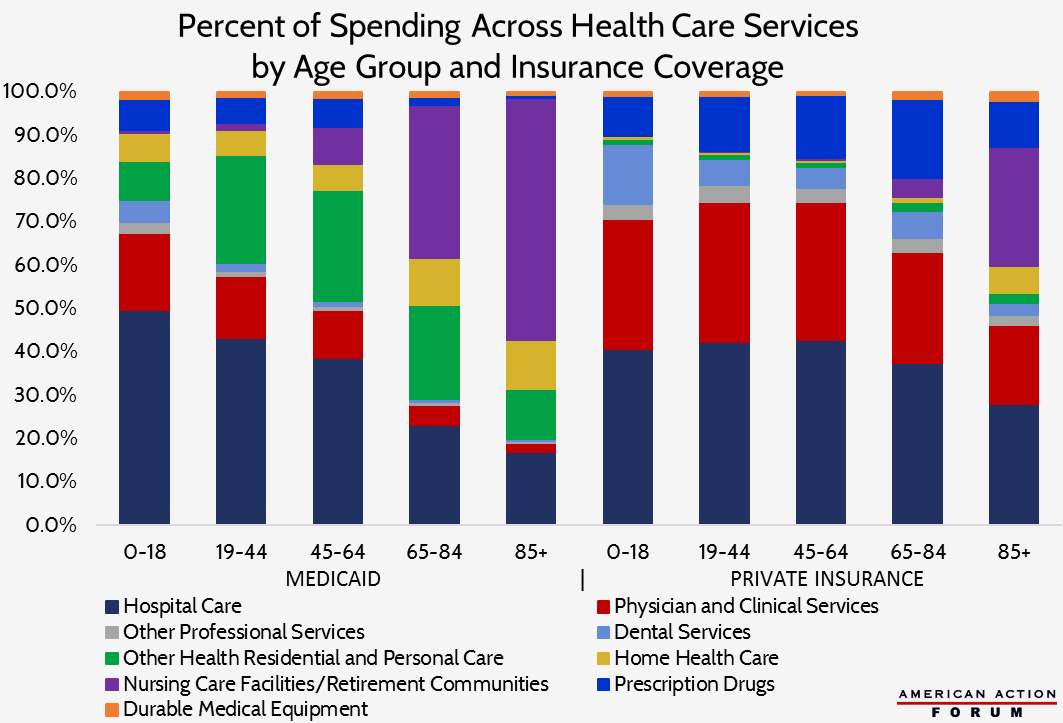 Percent of Spending Across Health Care Services
by Age Group and Insurance Coverage
100.0%
90.0%
80.0%
70.0%
60.0%
50.0%
40.0%
30.0%
20.0%
10.0%
0.0%
0-18 19-44 45-64 65-84 85+ 0-18 19-44 45-64 65-84 85+
MEDICAID | PRIVATE INSURANCE
Hospital Care Physician and Clinical Services
Other Professional Services Dental Services
Other Health Residential and Personal Care Home Health Care
Nursing Care Facilities/Retirement Communities Prescription Drugs
Durable Medical Equipment
AMERICAN ACTION
FORUM